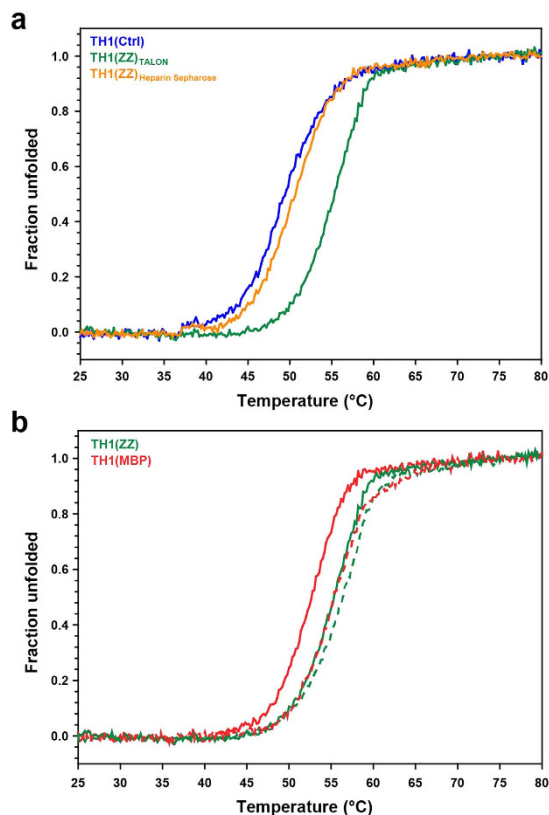 a
TH1(Ctrl)
TH1(ZZ)TALON
TH1(ZZ)Heparin Sepharose
1.0
0.8
0.6
0.4
0.2
0.0
Fraction unfolded
25 30 35 40 45 50 55 60 65 70 75 80
Temperature (°C)
b
TH1(ZZ)
TH1(MBP)
1.0
0.8
0.6
0.4
0.2
0.0
Fraction unfolded
25 30 35 40 45 50 55 60 65 70 75 80
Temperature (°C)